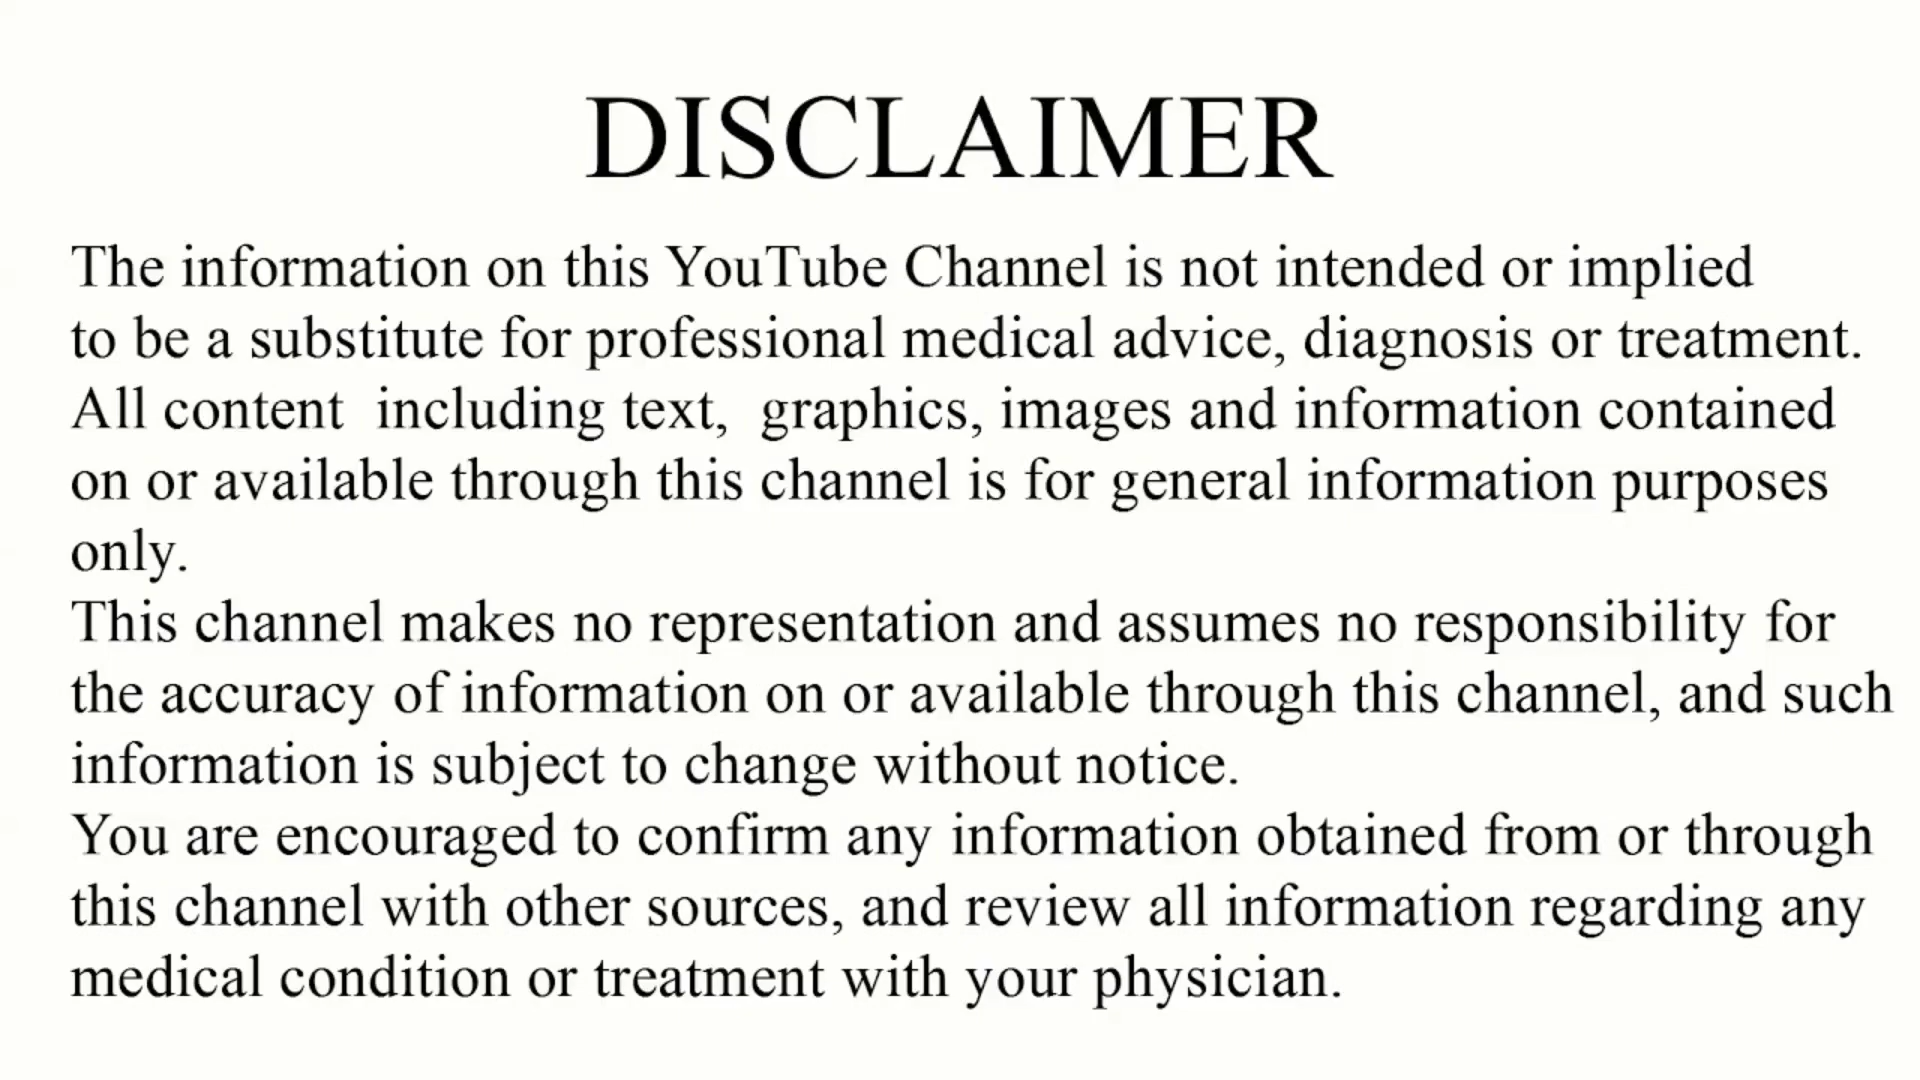 DISCLAIMER
The information on this YouTube Channel is not intended or implied
to be a substitute for professional medical advice, diagnosis or treatment.
All content  including text,  graphics, images and information contained
on or available through this channel is for general information purposes
only.
This channel makes no representation and assumes no responsibility for
the accuracy of information on or available through this channel, and such
information is subject to change without notice.
You are encouraged to confirm any information obtained from or through
this channel with other sources, and review all information regarding any
medical condition or treatment with your physician.